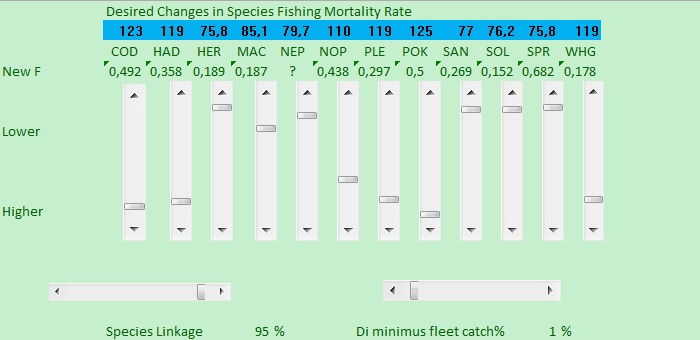 Desired Changes in Species Fishing Mortality Rate
123 119 75,8 85,1 79,7 110 119 125 77 76,2 75,8 119
COD HAD HER MAC NEP NOP PLE POK SAN SOL SPR WHG
New F 0,492 0,358 0,189 0,187 ? 0,438 0,297 0,5 0,269 0,152 0,682 0,178
Lower
Higher
Species Linkage 95 % Di minimus fleet catch% 1 %